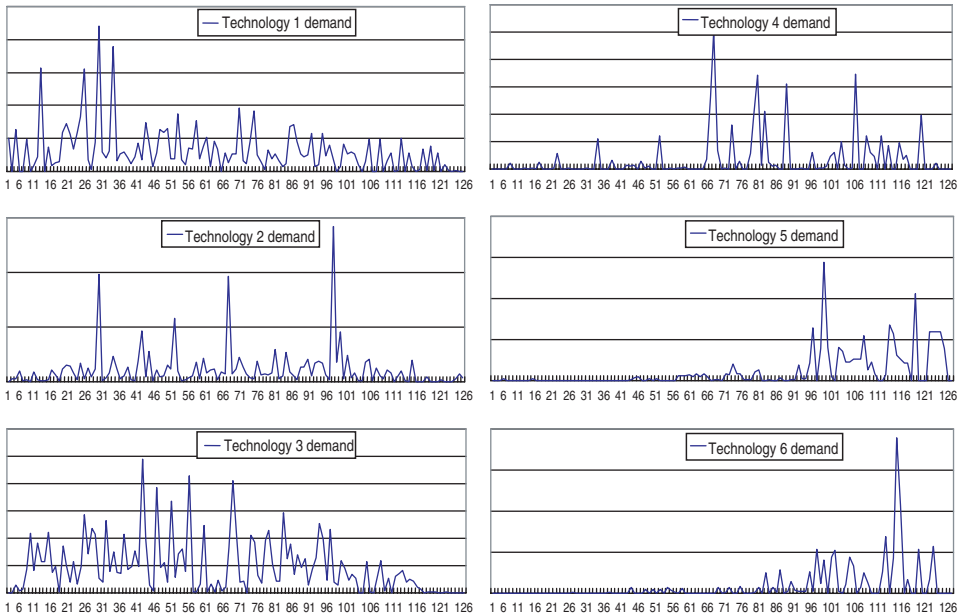 Technology 1 demand
1 6 11 16 21 26 31 36 41 46 51 56 61 66 71 76 81 86 91 96 101 106 111 116 121 126
Technology 4 demand
1 6 11 16 21 26 31 36 41 46 51 56 61 66 71 76 81 86 91 96 101 106 111 116 121 126
Technology 2 demand
1 6 11 16 21 26 31 36 41 46 51 56 61 66 71 76 81 86 91 96 101 106 111 116 121 126
Technology 5 demand
1 6 11 16 21 26 31 36 41 46 51 56 61 66 71 76 81 86 91 96 101 106 111 116 121 126
Technology 3 demand
1 6 11 16 21 26 31 36 41 46 51 56 61 66 71 76 81 86 91 96 101 106 111 116 121 126
Technology 6 demand
1 6 11 16 21 26 31 36 41 46 51 56 61 66 71 76 81 86 91 96 101 106 111 116 121 126